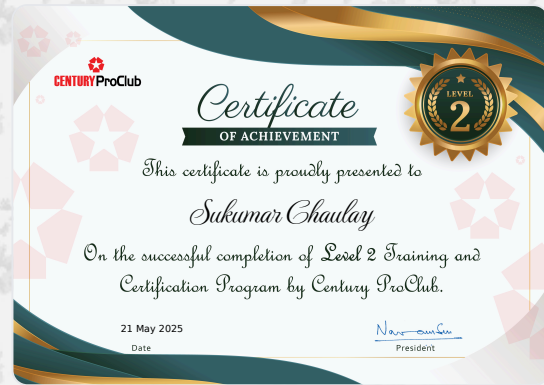 CENTURY ProClub
LEVEL
2
Certificate
OF ACHIEVEMENT
This certificate is proudly presented to
Sukumar Chaulay
On the successful completion of Level 2 Training and
Certification Program by Century ProClub.
21 May 2025
Date
President